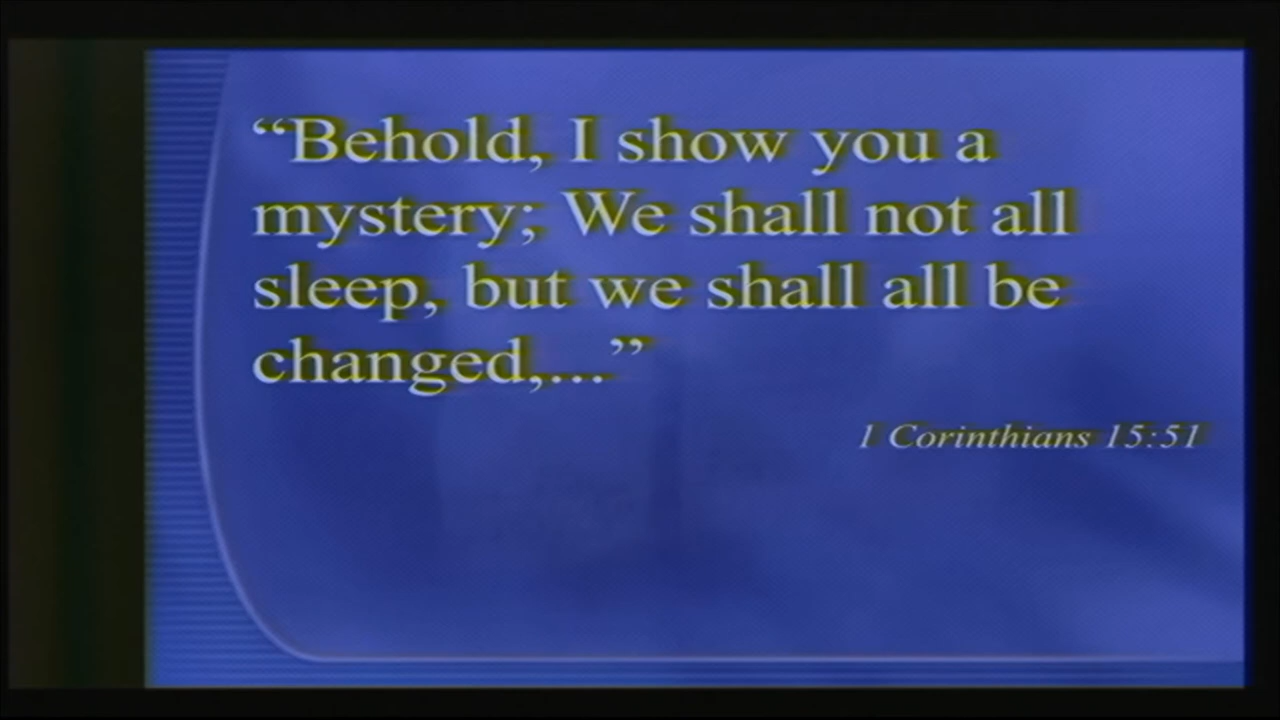 “Behold, I show you a
mystery; We shall not all
sleep, but we shall all be
changed,...”
1 Corinthians 15:51